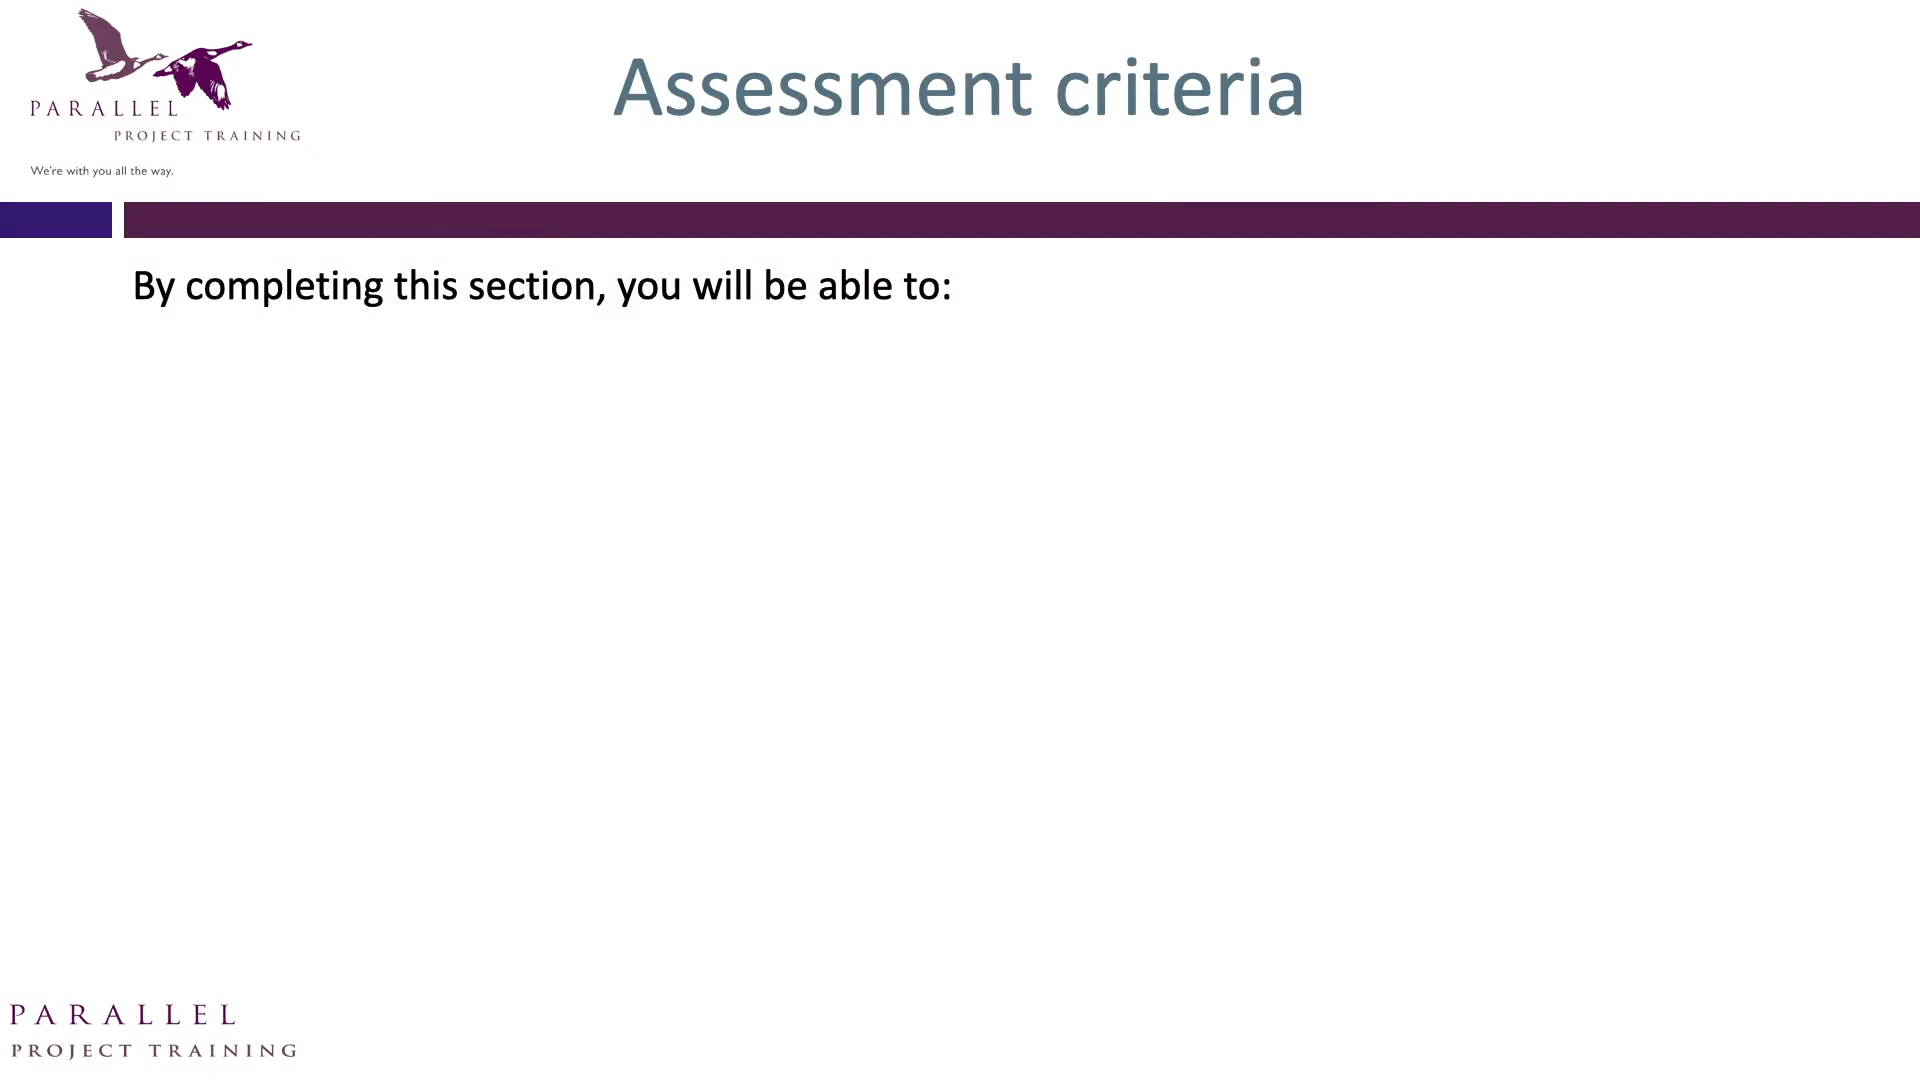 PARALLEL
PROJECT TRAINING
We're with you all the way.
Assessment criteria
By completing this section, you will be able to:
PARALLEL
PROJECT TRAINING